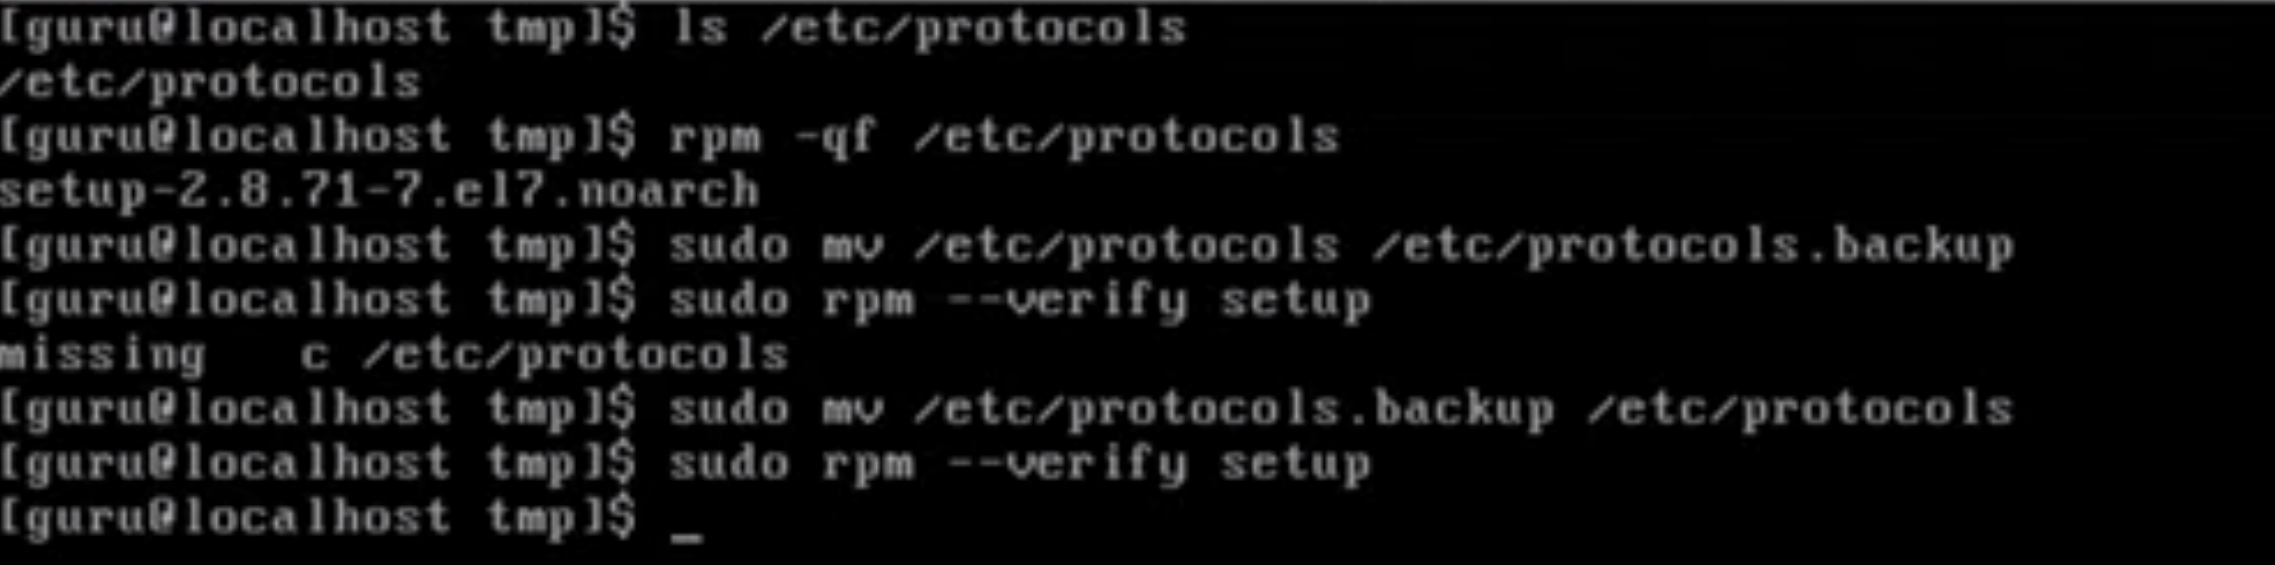 [guru@localhost tmp]$ ls /etc/protocols
/etc/protocols
[guru@localhost tmp]$ rpm -qf /etc/protocols
setup-2.8.71-7.el7.noarch
[guru@localhost tmp]$ sudo mv /etc/protocols /etc/protocols.backup
[guru@localhost tmp]$ sudo rpm --verify setup
missing   c /etc/protocols
[guru@localhost tmp]$ sudo mv /etc/protocols.backup /etc/protocols
[guru@localhost tmp]$ sudo rpm --verify setup
[guru@localhost tmp]$ _